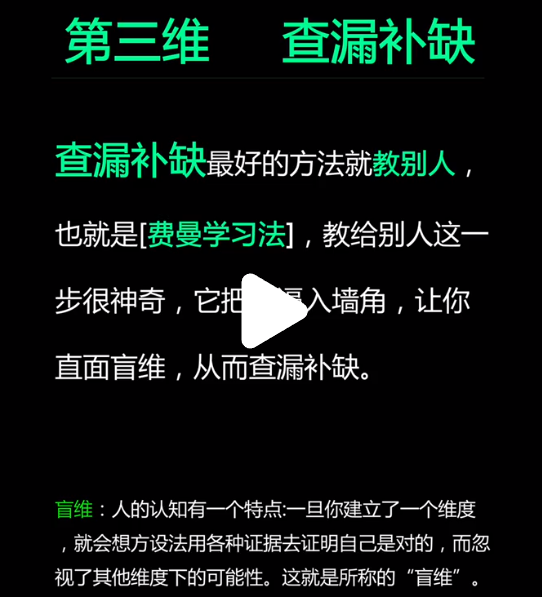 第三维 查漏补缺
查漏补缺最好的方法就教别人，
也就是[费曼学习法]，教给别人这一
步很神奇，它把逼入墙角，让你
直面盲维，从而查漏补缺。
盲维：人的认知有一个特点:一旦你建立了一个维度
，就会想方设法用各种证据去证明自己是对的，而忽
视了其他维度下的可能性。这就是所称的“盲维”。